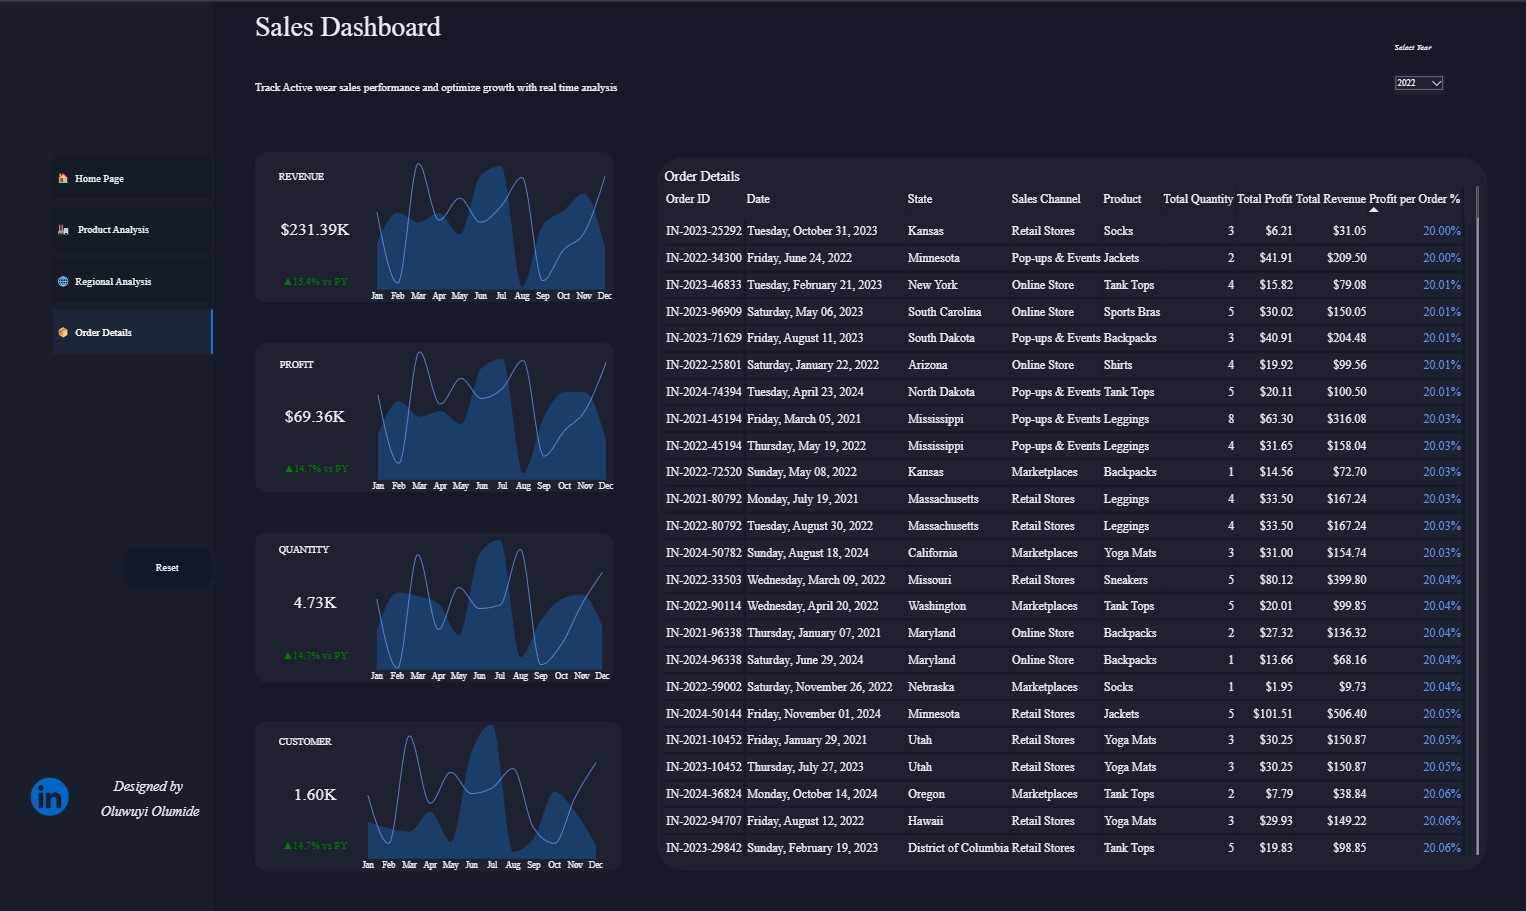 Sales Dashboard
Select Year
Track Active wear sales performance and optimize growth with real time analysis
2022
Home Page
Product Analysis
Regional Analysis
Order Details
Reset
in
Designed by
Oluwuyi Olumide
REVENUE
$231.39K
▲15.4% vs PY
Jan Feb Mar Apr May Jun Jul Aug Sep Oct Nov Dec
PROFIT
$69.36K
▲14.7% vs PY
Jan Feb Mar Apr May Jun Jul Aug Sep Oct Nov Dec
QUANTITY
4.73K
▲14.7% vs PY
Jan Feb Mar Apr May Jun Jul Aug Sep Oct Nov Dec
CUSTOMER
1.60K
▲14.7% vs PY
Jan Feb Mar Apr May Jun Jul Aug Sep Oct Nov Dec
Order Details
Order ID Date State Sales Channel Product Total Quantity Total Profit Total Revenue Profit per Order %
IN-2023-25292 Tuesday, October 31, 2023 Kansas Retail Stores Socks 3 $6.21 $31.05 20.00%
IN-2022-34300 Friday, June 24, 2022 Minnesota Pop-ups & Events Jackets 2 $41.91 $209.50 20.00%
IN-2023-46833 Tuesday, February 21, 2023 New York Online Store Tank Tops 4 $15.82 $79.08 20.01%
IN-2023-96909 Saturday, May 06, 2023 South Carolina Online Store Sports Bras 5 $30.02 $150.05 20.01%
IN-2023-71629 Friday, August 11, 2023 South Dakota Pop-ups & Events Backpacks 3 $40.91 $204.48 20.01%
IN-2022-25801 Saturday, January 22, 2022 Arizona Online Store Shirts 4 $19.92 $99.56 20.01%
IN-2024-74394 Tuesday, April 23, 2024 North Dakota Pop-ups & Events Tank Tops 5 $20.11 $100.50 20.01%
IN-2021-45194 Friday, March 05, 2021 Mississippi Pop-ups & Events Leggings 8 $63.30 $316.08 20.03%
IN-2022-45194 Thursday, May 19, 2022 Mississippi Pop-ups & Events Leggings 4 $31.65 $158.04 20.03%
IN-2022-72520 Sunday, May 08, 2022 Kansas Marketplaces Backpacks 1 $14.56 $72.70 20.03%
IN-2021-80792 Monday, July 19, 2021 Massachusetts Retail Stores Leggings 4 $33.50 $167.24 20.03%
IN-2022-80792 Tuesday, August 30, 2022 Massachusetts Retail Stores Leggings 4 $33.50 $167.24 20.03%
IN-2024-50782 Sunday, August 18, 2024 California Marketplaces Yoga Mats 3 $31.00 $154.74 20.03%
IN-2022-33503 Wednesday, March 09, 2022 Missouri Retail Stores Sneakers 5 $80.12 $399.80 20.04%
IN-2022-90114 Wednesday, April 20, 2022 Washington Marketplaces Tank Tops 5 $20.01 $99.85 20.04%
IN-2021-96338 Thursday, January 07, 2021 Maryland Online Store Backpacks 2 $27.32 $136.32 20.04%
IN-2024-96338 Saturday, June 29, 2024 Maryland Online Store Backpacks 1 $13.66 $68.16 20.04%
IN-2022-59002 Saturday, November 26, 2022 Nebraska Marketplaces Socks 1 $1.95 $9.73 20.04%
IN-2024-50144 Friday, November 01, 2024 Minnesota Retail Stores Jackets 5 $101.51 $506.40 20.05%
IN-2021-10452 Friday, January 29, 2021 Utah Retail Stores Yoga Mats 3 $30.25 $150.87 20.05%
IN-2023-10452 Thursday, July 27, 2023 Utah Retail Stores Yoga Mats 3 $30.25 $150.87 20.05%
IN-2024-36824 Monday, October 14, 2024 Oregon Marketplaces Tank Tops 2 $7.79 $38.84 20.06%
IN-2022-94707 Friday, August 12, 2022 Hawaii Retail Stores Yoga Mats 3 $29.93 $149.22 20.06%
IN-2023-29842 Sunday, February 19, 2023 District of Columbia Retail Stores Tank Tops 5 $19.83 $98.85 20.06%